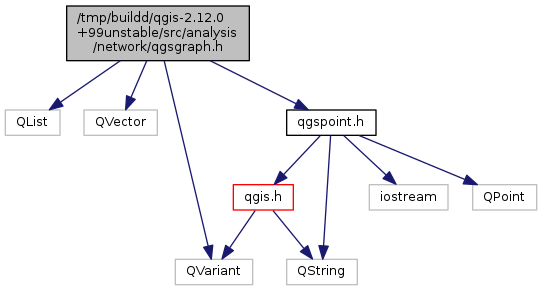 /tmp/buildd/qgis-2.12.0
+99unstable/src/analysis
/network/qgsgraph.h
QList
QVector
qgspoint.h
qgis.h
iostream
QPoint
QVariant
QString